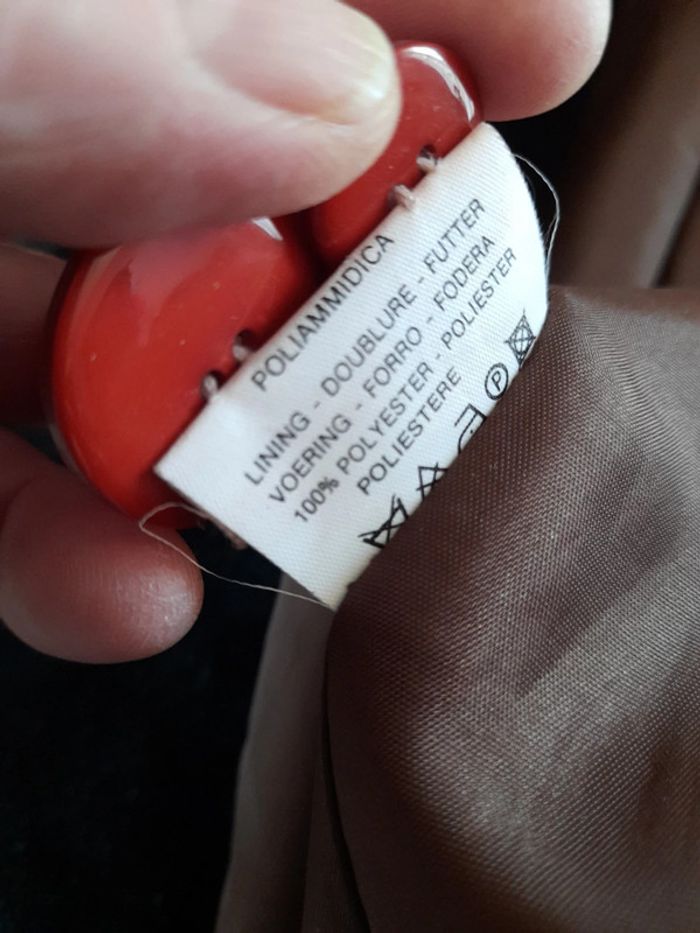 POLIAMMIDICA
LINING - DOUBLURE - FUTTER
VOERING - FORRO - FODERA
100% POLYESTER - POLIESTER
POLIESTERE
P